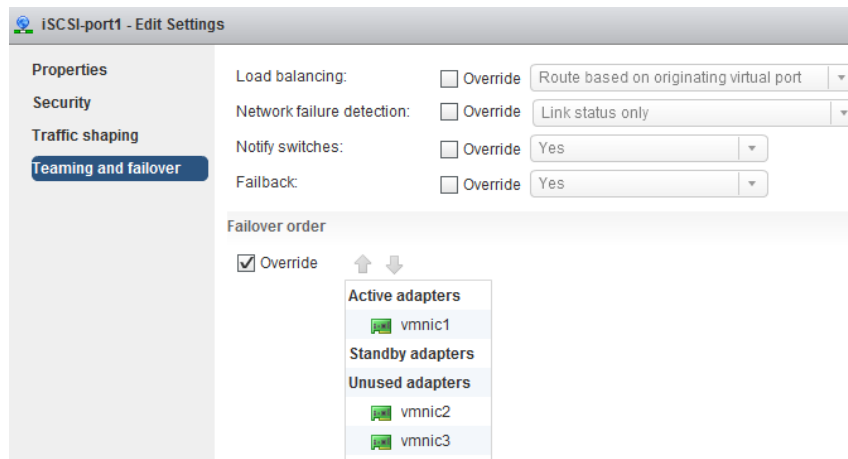 iSCSI-port1 - Edit Settings
Properties
Security
Traffic shaping
Teaming and failover
Load balancing: Override Route based on originating virtual port
Network failure detection: Override Link status only
Notify switches: Override Yes
Failback: Override Yes
Failover order
Override
Active adapters
vmnic1
Standby adapters
Unused adapters
vmnic2
vmnic3